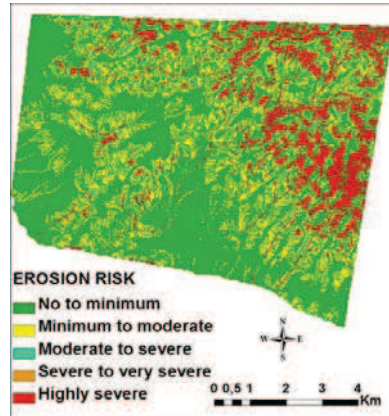 EROSION RISK
No to minimum
Minimum to moderate
Moderate to severe
Severe to very severe
Highly severe
N
W E
S
0 0,5 1 2 3 4
Km